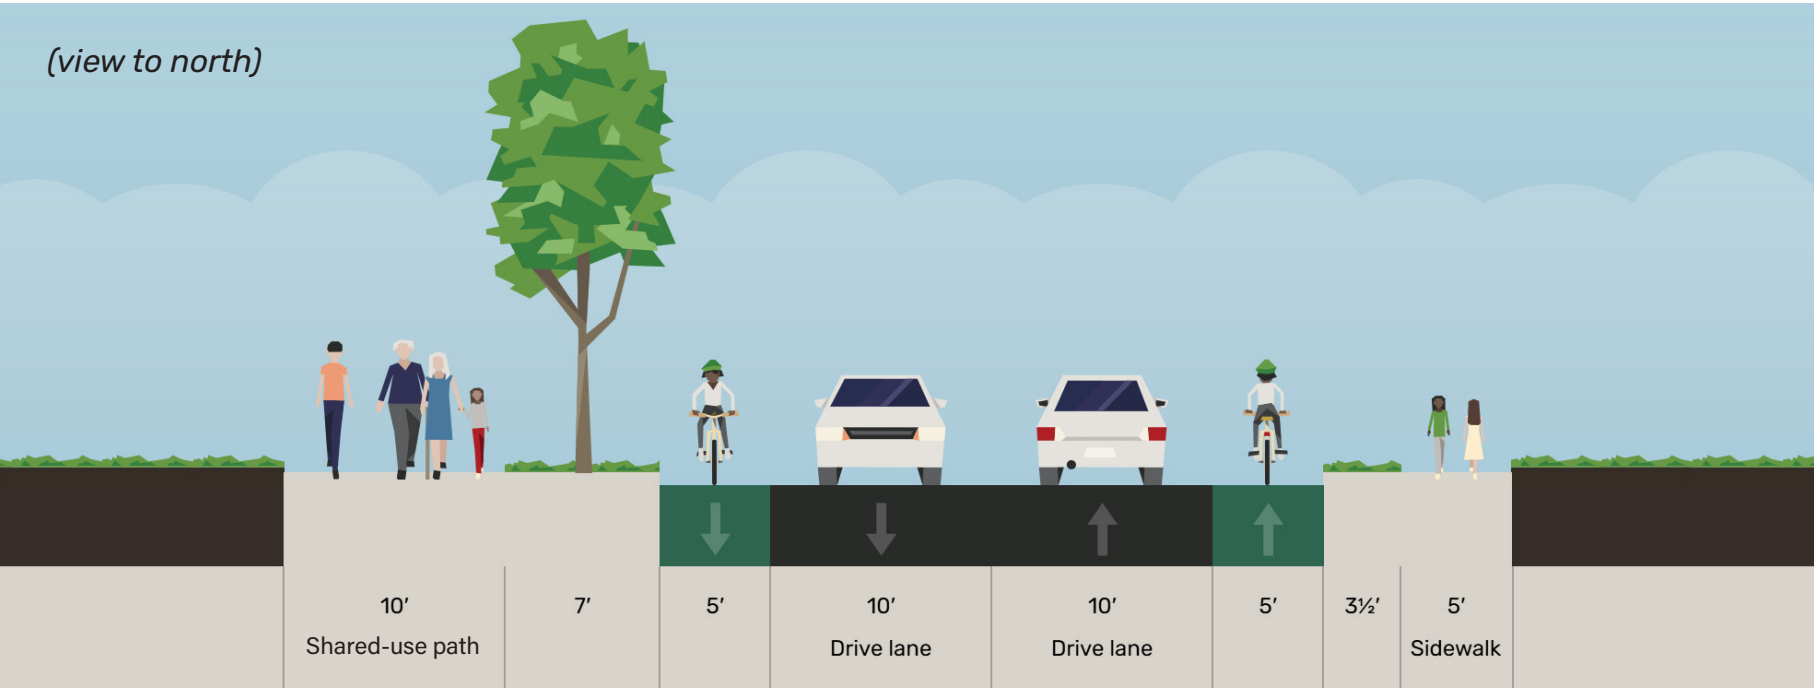 (view to north)
10′
7′
5′
10′
10′
5′
3½′
5′
Shared-use path
Drive lane
Drive lane
Sidewalk